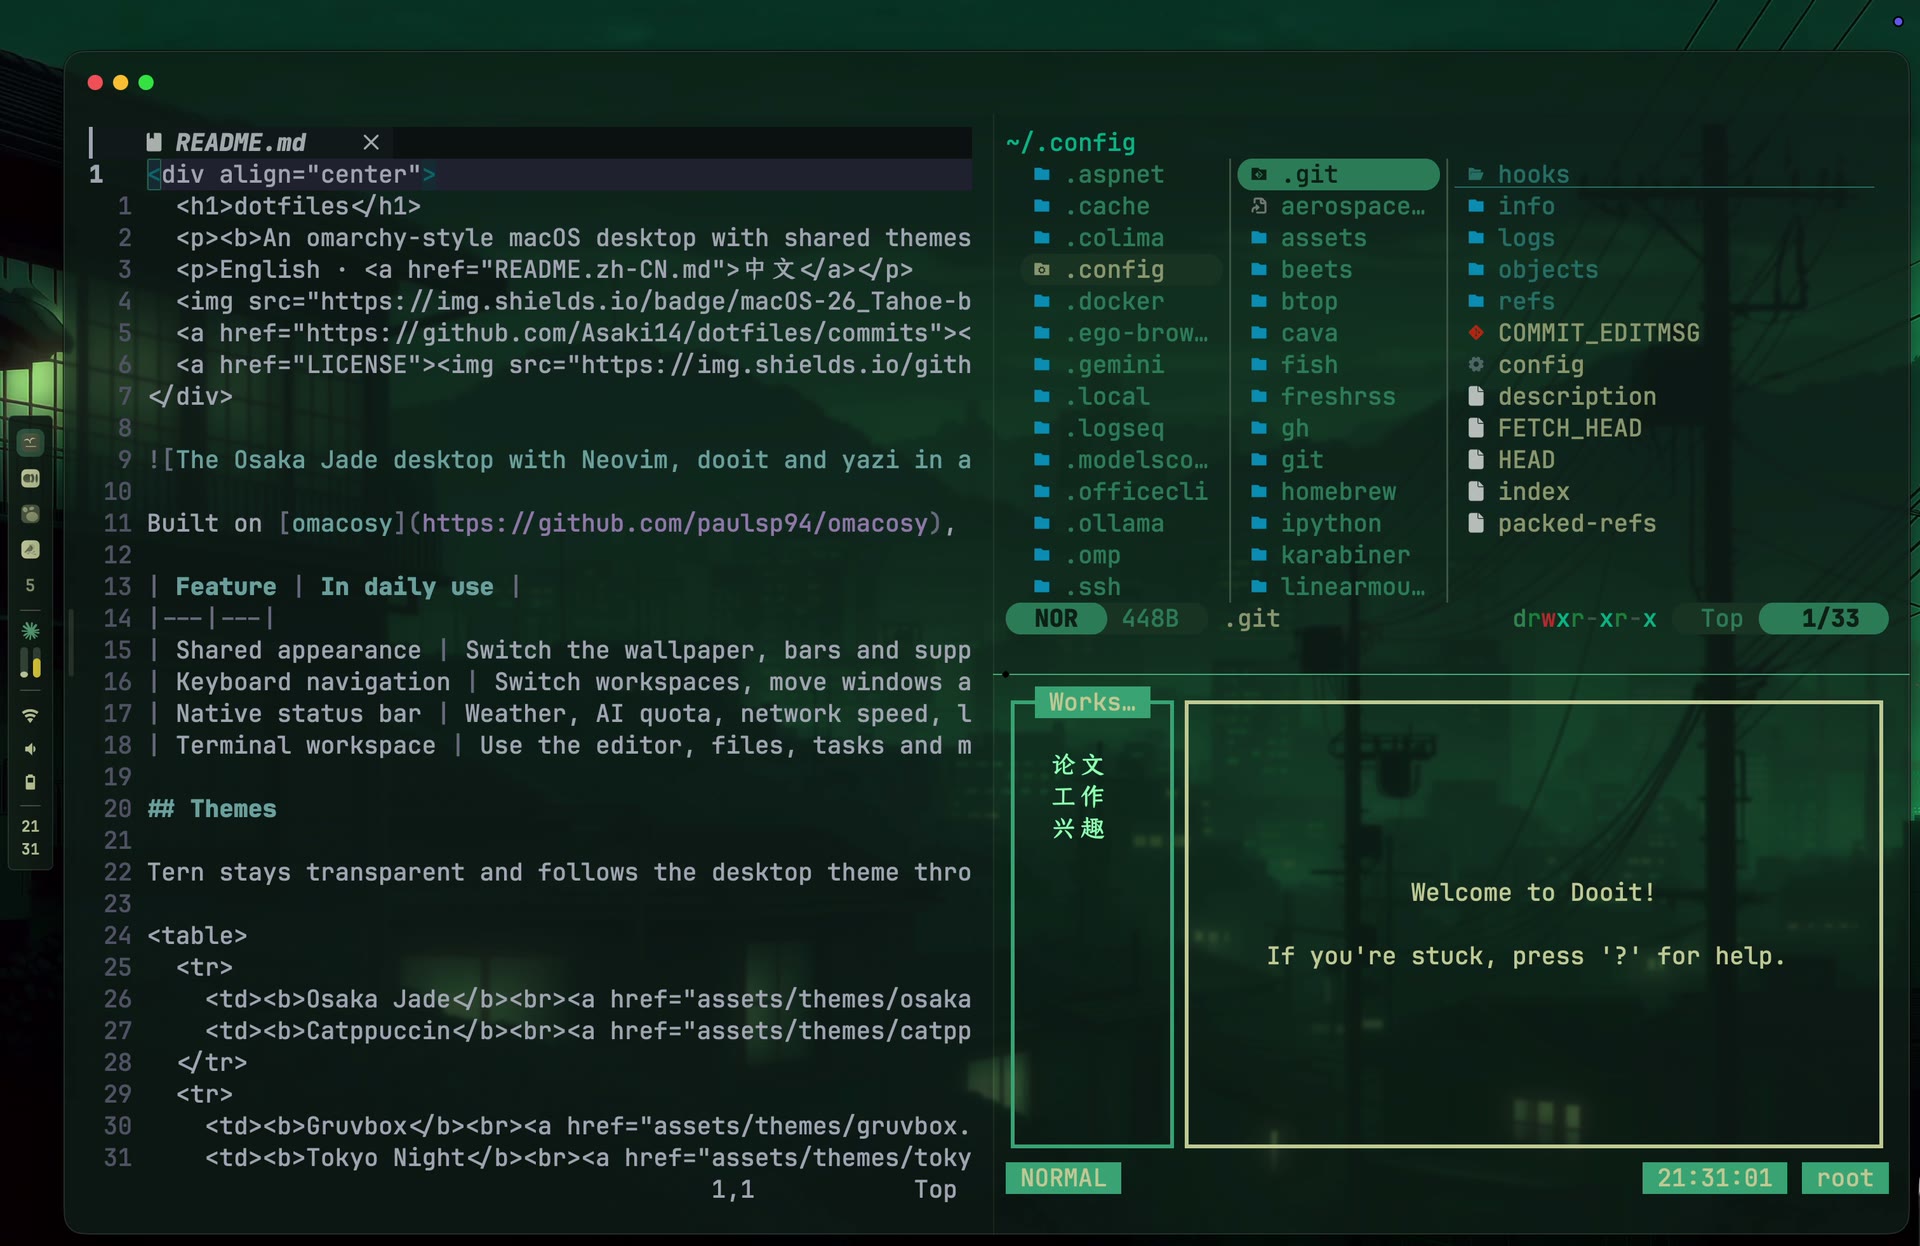 README.md
1 <div align="center">
1 <h1>dotfiles</h1>
2 <p><b>An omarchy-style macOS desktop with shared themes
3 <p>English · <a href="README.zh-CN.md">中文</a></p>
4 <img src="https://img.shields.io/badge/macOS-26_Tahoe-b
5 <a href="https://github.com/Asaki14/dotfiles/commits"><
6 <a href="LICENSE"><img src="https://img.shields.io/gith
7 </div>
8
9 ![The Osaka Jade desktop with Neovim, dooit and yazi in a
10
11 Built on [omacosy](https://github.com/paulsp94/omacosy),
12
13 | Feature | In daily use |
14 |---|---|
15 | Shared appearance | Switch the wallpaper, bars and supp
16 | Keyboard navigation | Switch workspaces, move windows a
17 | Native status bar | Weather, AI quota, network speed, l
18 | Terminal workspace | Use the editor, files, tasks and m
19
20 ## Themes
21
22 Tern stays transparent and follows the desktop theme thro
23
24 <table>
25 <tr>
26 <td><b>Osaka Jade</b><br><a href="assets/themes/osaka
27 <td><b>Catppuccin</b><br><a href="assets/themes/catpp
28 </tr>
29 <tr>
30 <td><b>Gruvbox</b><br><a href="assets/themes/gruvbox.
31 <td><b>Tokyo Night</b><br><a href="assets/themes/toky
1,1 Top
~/.config
.aspnet
.cache
.colima
.config
.docker
.ego-brow…
.gemini
.local
.logseq
.modelsco…
.officecli
.ollama
.omp
.ssh
.git
aerospace…
assets
beets
btop
cava
fish
freshrss
gh
git
homebrew
ipython
karabiner
linearmou…
hooks
info
logs
objects
refs
COMMIT_EDITMSG
config
description
FETCH_HEAD
HEAD
index
packed-refs
NOR 448B .git drwxr-xr-x Top 1/33
Works…
论文
工作
兴趣
Welcome to Dooit!
If you're stuck, press '?' for help.
NORMAL 21:31:01 root
5
21
31